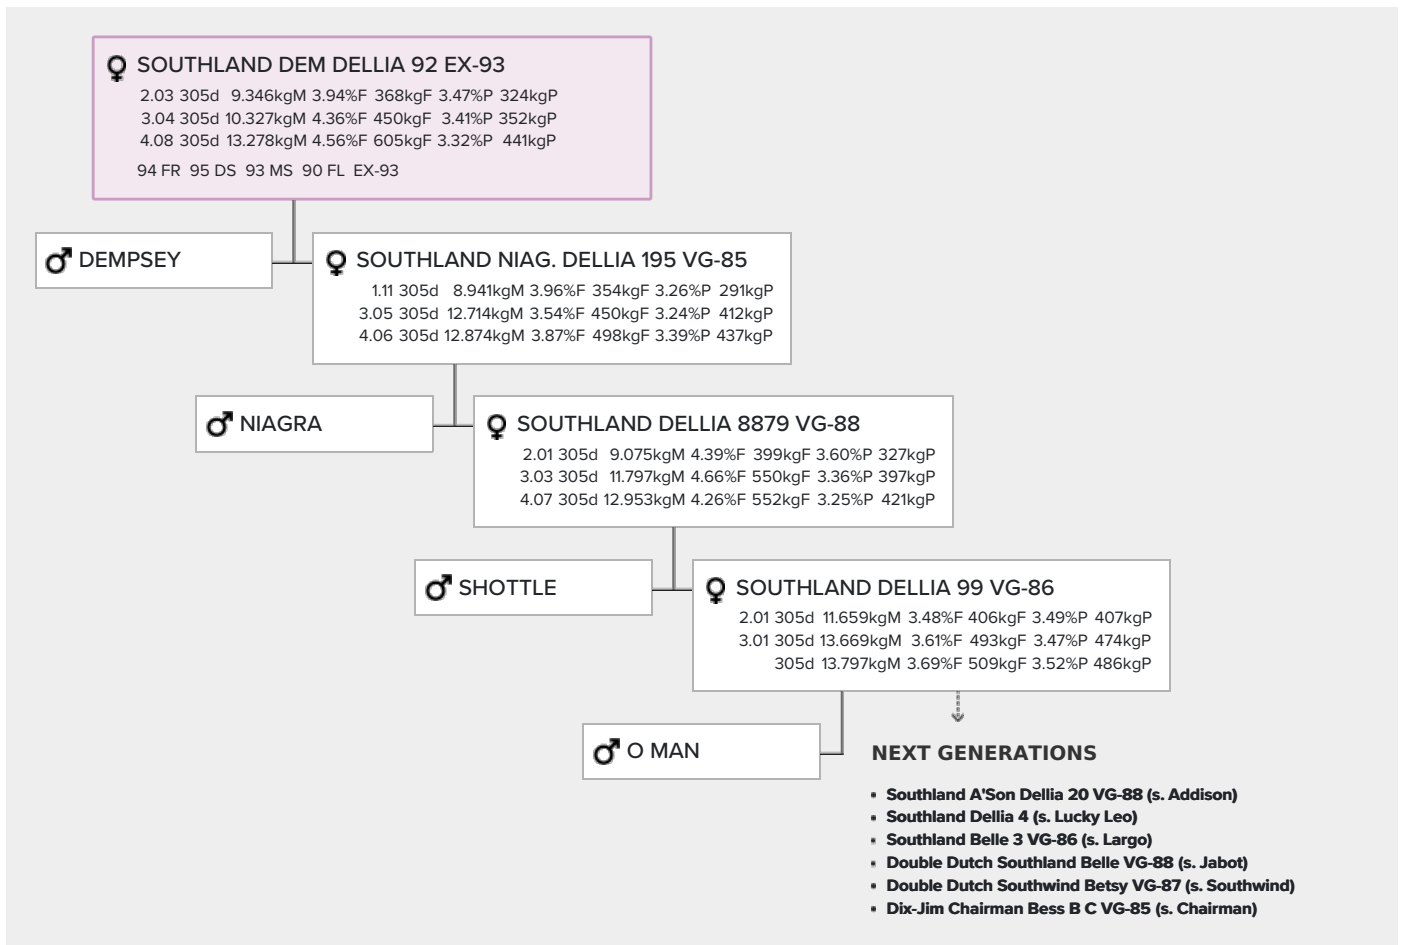 SOUTHLAND DEM DELLIA 92 EX-93
2.03 305d 9.346kgM 3.94%F 368kgF 3.47%P 324kgP
3.04 305d 10.327kgM 4.36%F 450kgF 3.41%P 352kgP
4.08 305d 13.278kgM 4.56%F 605kgF 3.32%P 441kgP
94 FR 95 DS 93 MS 90 FL EX-93
DEMPSEY
SOUTHLAND NIAG. DELLIA 195 VG-85
1.11 305d 8.941kgM 3.96%F 354kgF 3.26%P 291kgP
3.05 305d 12.714kgM 3.54%F 450kgF 3.24%P 412kgP
4.06 305d 12.874kgM 3.87%F 498kgF 3.39%P 437kgP
NIAGRA
SOUTHLAND DELLIA 8879 VG-88
2.01 305d 9.075kgM 4.39%F 399kgF 3.60%P 327kgP
3.03 305d 11.797kgM 4.66%F 550kgF 3.36%P 397kgP
4.07 305d 12.953kgM 4.26%F 552kgF 3.25%P 421kgP
SHOTTLE
SOUTHLAND DELLIA 99 VG-86
2.01 305d 11.659kgM 3.48%F 406kgF 3.49%P 407kgP
3.01 305d 13.669kgM 3.61%F 493kgF 3.47%P 474kgP
305d 13.797kgM 3.69%F 509kgF 3.52%P 486kgP
O MAN
NEXT GENERATIONS
• Southland A'Son Dellia 20 VG-88 (s. Addison)
• Southland Dellia 4 (s. Lucky Leo)
• Southland Belle 3 VG-86 (s. Largo)
• Double Dutch Southland Belle VG-88 (s. Jabot)
• Double Dutch Southwind Betsy VG-87 (s. Southwind)
• Dix-Jim Chairman Bess B C VG-85 (s. Chairman)